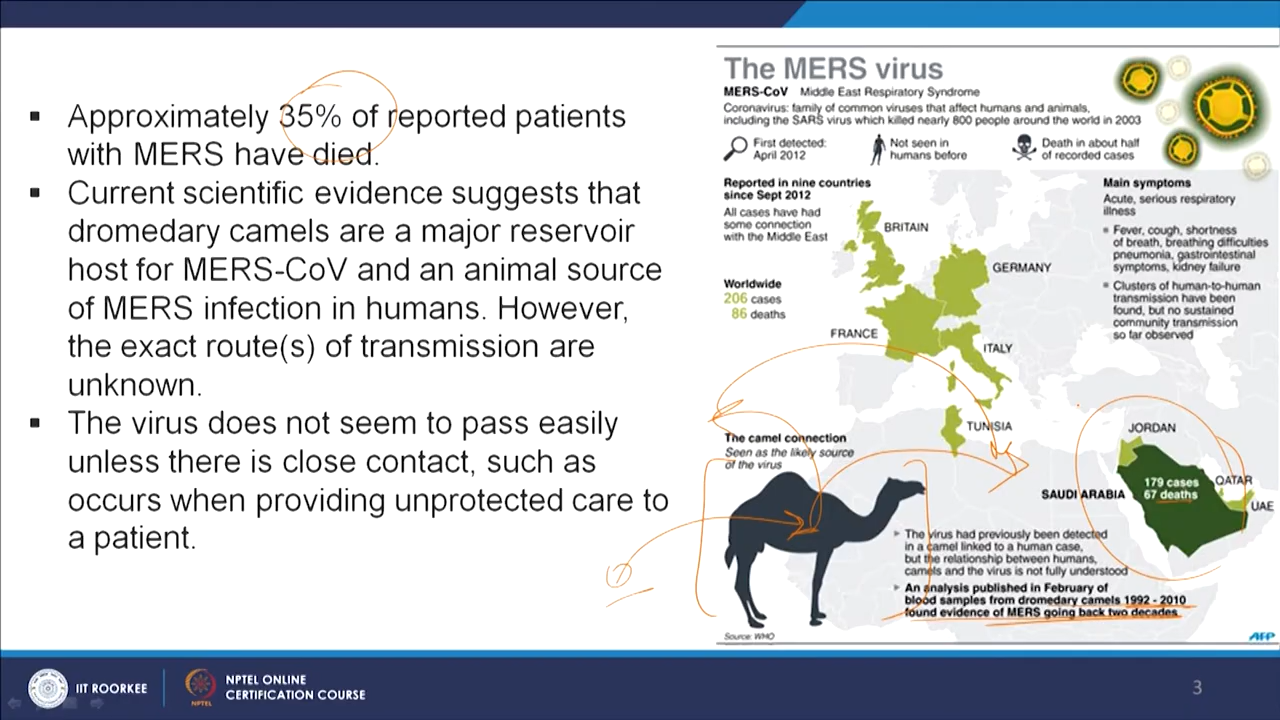 ▪ Approximately 35% of reported patients
with MERS have died.
▪ Current scientific evidence suggests that
dromedary camels are a major reservoir
host for MERS-CoV and an animal source
of MERS infection in humans. However,
the exact route(s) of transmission are
unknown.
▪ The virus does not seem to pass easily
unless there is close contact, such as
occurs when providing unprotected care to
a patient.
The MERS virus
MERS-CoV Middle East Respiratory Syndrome
Coronavirus: family of common viruses that affect humans and animals,
including the SARS virus which killed nearly 800 people around the world in 2003
First detected:
April 2012
Not seen in
humans before
Death in about half
of recorded cases
Reported in nine countries
since Sept 2012
All cases have had
some connection
with the Middle East
Worldwide
206 cases
86 deaths
BRITAIN
GERMANY
FRANCE
ITALY
TUNISIA
JORDAN
SAUDI ARABIA
179 cases
67 deaths
QATAR
UAE
Main symptoms
Acute, serious respiratory
illness
Fever, cough, shortness
of breath, breathing difficulties
pneumonia, gastrointestinal
symptoms, kidney failure
Clusters of human-to-human
transmission have been
found, but no sustained
community transmission
so far observed
The camel connection
Seen as the likely source
of the virus
The virus had previously been detected
in a camel linked to a human case,
but the relationship between humans,
camels and the virus is not fully understood
An analysis published in February of
blood samples from dromedary camels 1992 - 2010
found evidence of MERS going back two decades
Source: WHO
AFP
IIT ROORKEE
NPTEL
NPTEL ONLINE
CERTIFICATION COURSE
3